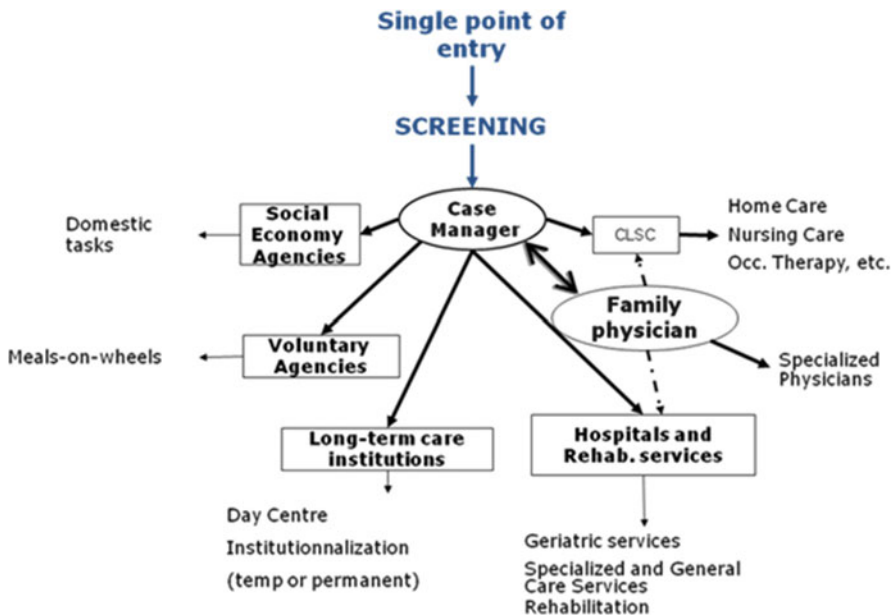 Single point of
entry
SCREENING
Case
Manager
Social
Economy
Agencies
Domestic
tasks
CLSC
Home Care
Nursing Care
Occ. Therapy, etc.
Family
physician
Specialized
Physicians
Voluntary
Agencies
Meals-on-wheels
Long-term care
institutions
Day Centre
Institutionnalization
(temp or permanent)
Hospitals and
Rehab. services
Geriatric services
Specialized and General
Care Services
Rehabilitation